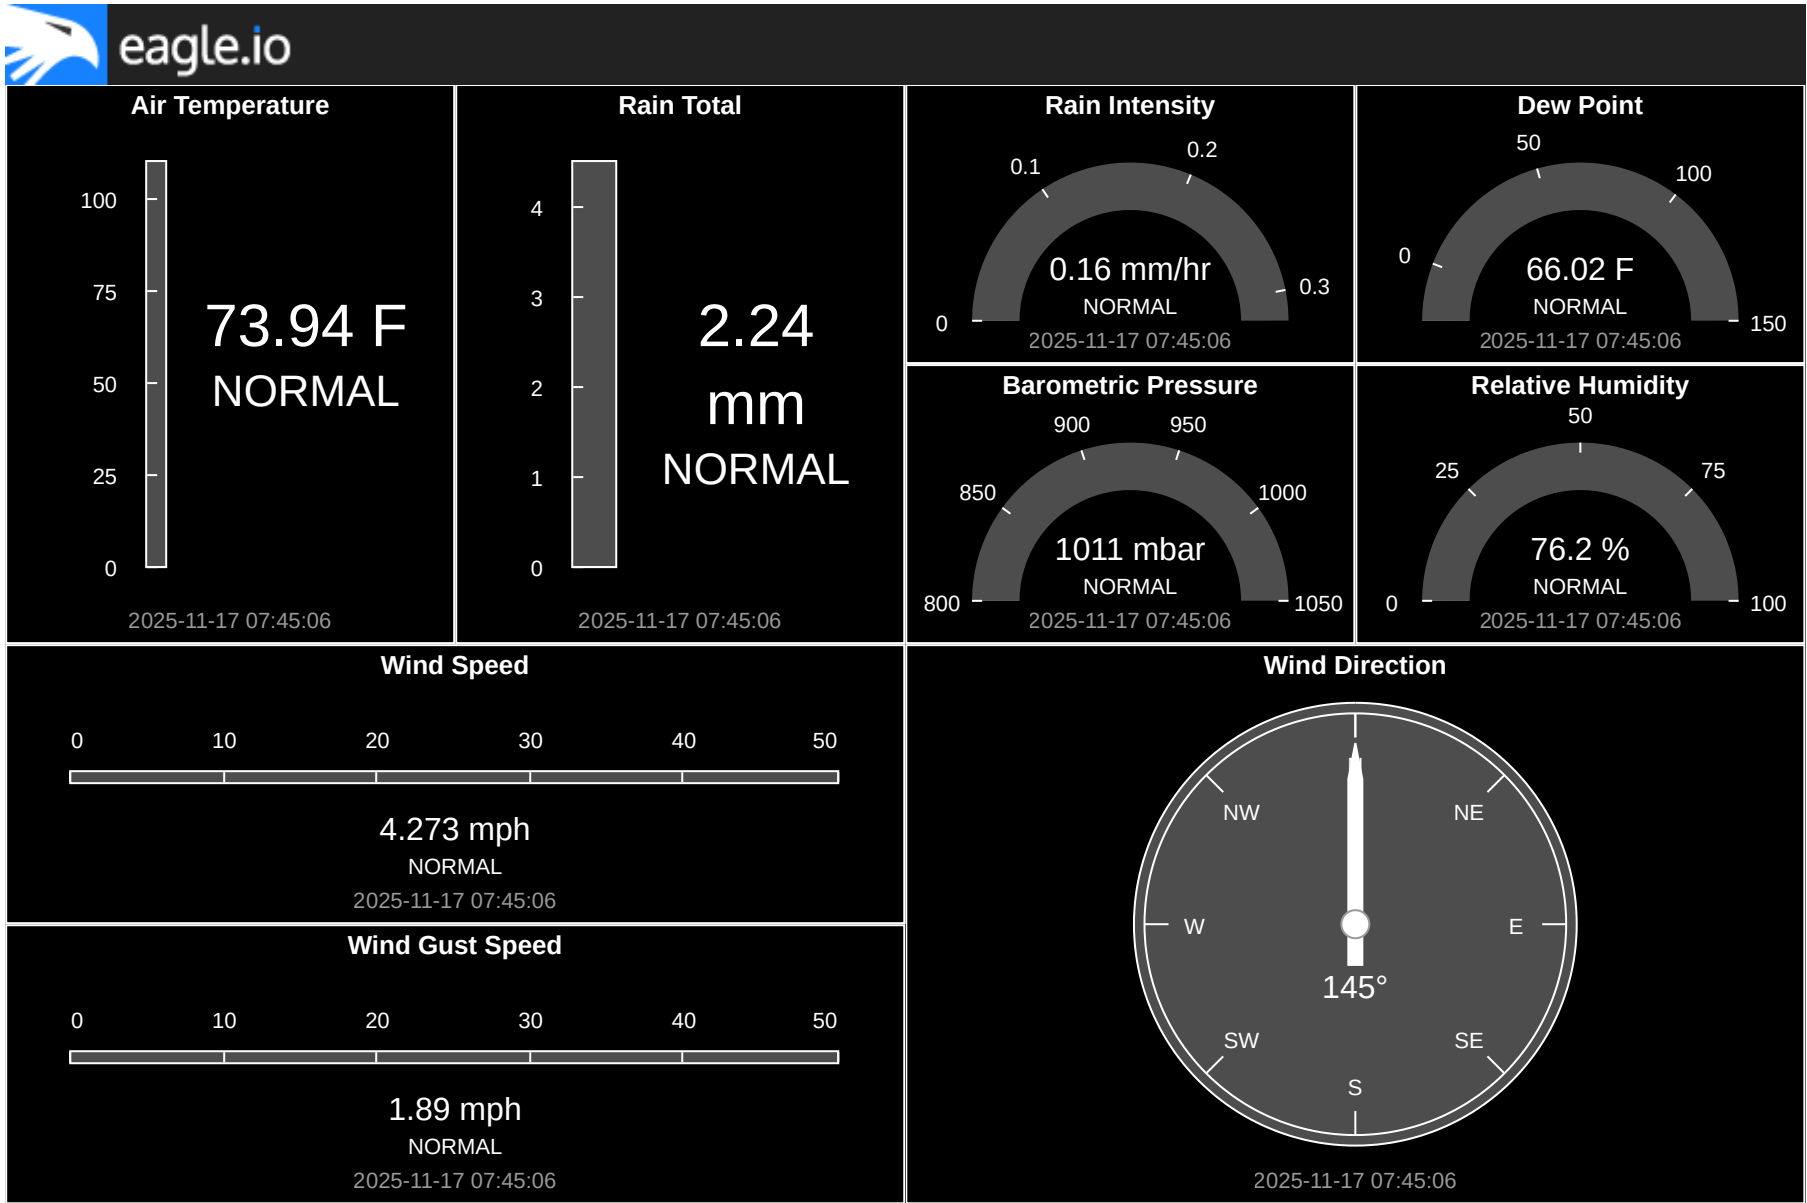 eagle.io
Air Temperature
100
75
50
25
0
73.94 F
NORMAL
2025-11-17 07:45:06
Rain Total
4
3
2
1
0
2.24
mm
NORMAL
2025-11-17 07:45:06
Rain Intensity
0
0.1
0.2
0.3
0.16 mm/hr
NORMAL
2025-11-17 07:45:06
Dew Point
0
50
100
150
66.02 F
NORMAL
2025-11-17 07:45:06
Barometric Pressure
800
850
900
950
1000
1050
1011 mbar
NORMAL
2025-11-17 07:45:06
Relative Humidity
0
25
50
75
100
76.2 %
NORMAL
2025-11-17 07:45:06
Wind Speed
0 10 20 30 40 50
4.273 mph
NORMAL
2025-11-17 07:45:06
Wind Gust Speed
0 10 20 30 40 50
1.89 mph
NORMAL
2025-11-17 07:45:06
Wind Direction
NW NE
W E
145°
SW SE
S
2025-11-17 07:45:06